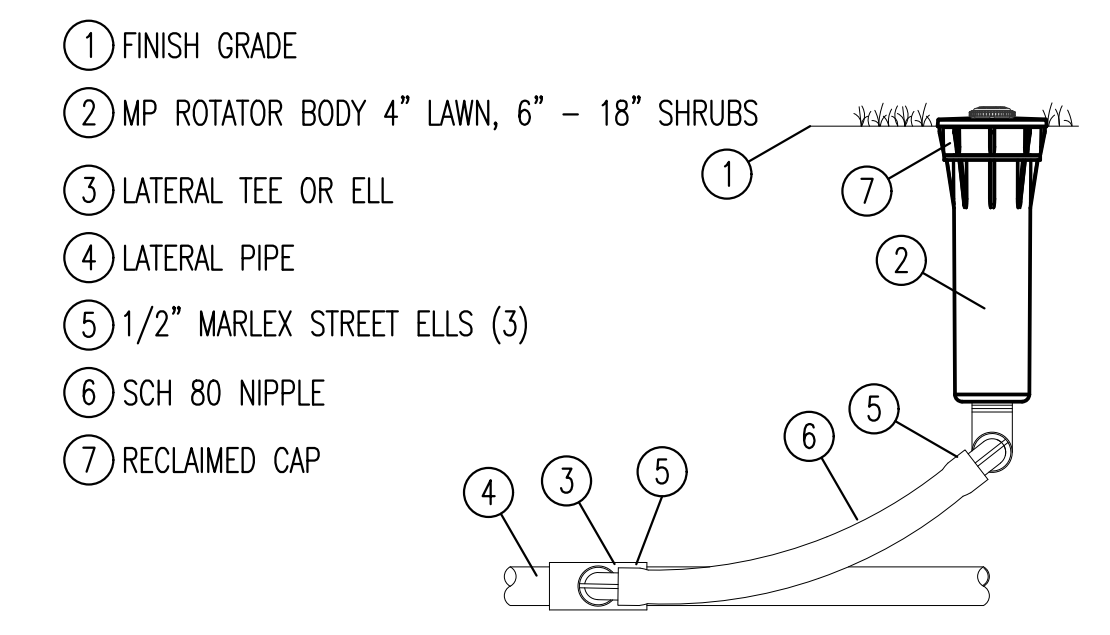 1 FINISH GRADE
2 MP ROTATOR BODY 4” LAWN, 6” – 18” SHRUBS
3 LATERAL TEE OR ELL
4 LATERAL PIPE
5 1/2” MARLEX STREET ELLS (3)
6 SCH 80 NIPPLE
7 RECLAIMED CAP
1
7
2
5
6
5
3
4